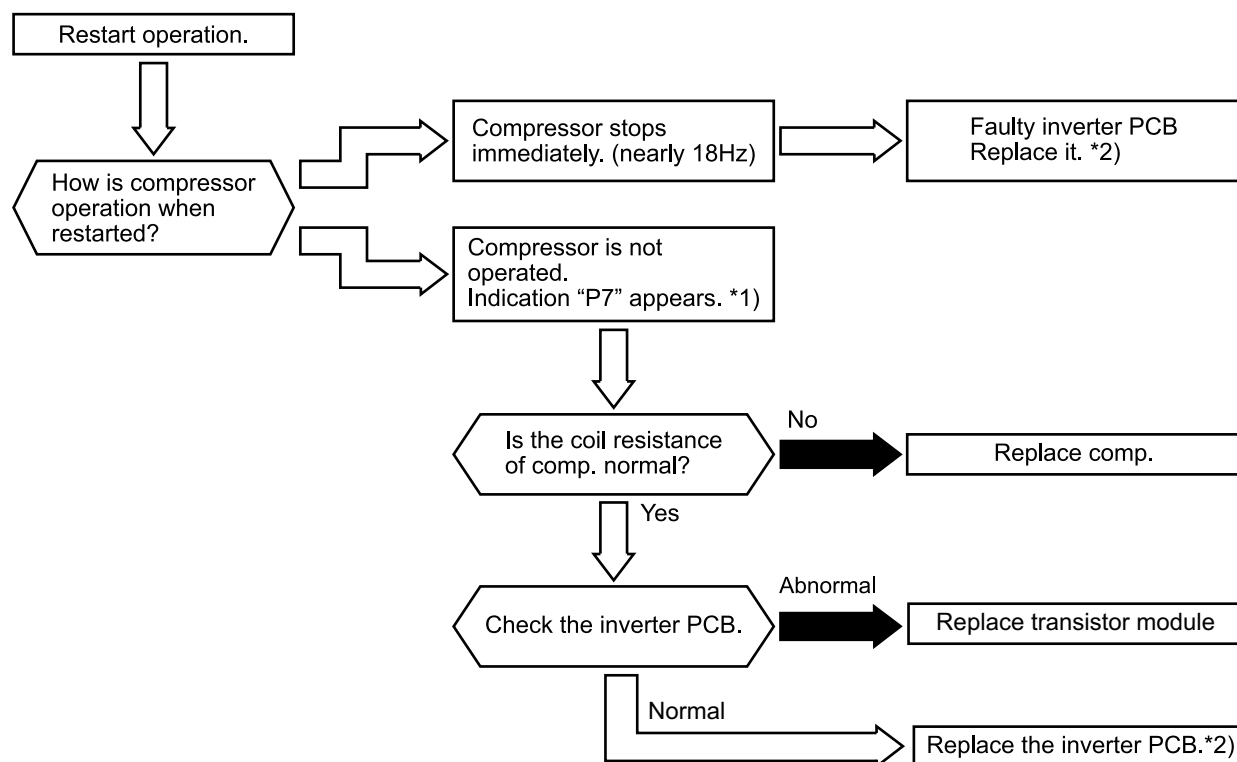 Restart operation.
How is compressor
operation when
restarted?
Compressor stops
immediately. (nearly 18Hz)
Faulty inverter PCB
Replace it. *2)
Compressor is not
operated.
Indication “P7” appears. *1)
Is the coil resistance
of comp. normal?
No
Replace comp.
Yes
Check the inverter PCB.
Abnormal
Replace transistor module
Normal
Replace the inverter PCB.*2)